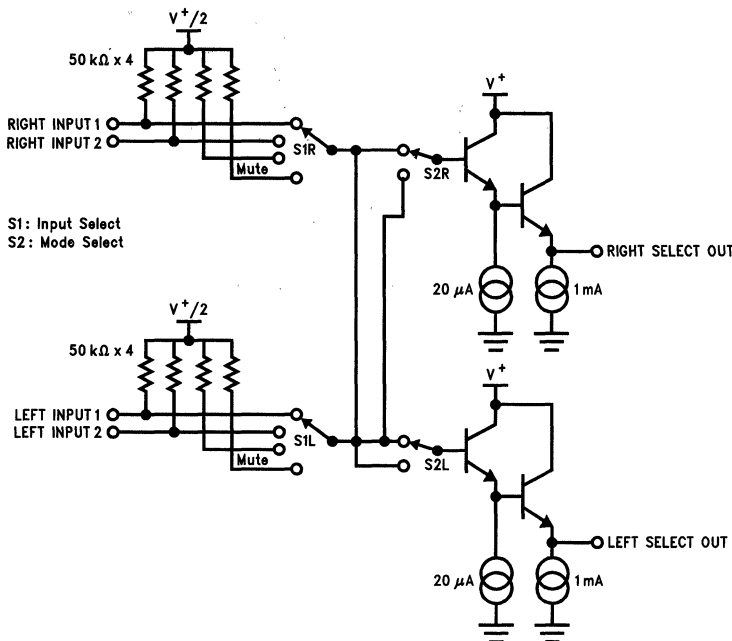 V⁺/2
50 kΩ x 4
V⁺
RIGHT INPUT 1
RIGHT INPUT 2
S1R
S2R
Mute
S1: Input Select
S2: Mode Select
RIGHT SELECT OUT
20 μA
1 mA
V⁺/2
50 kΩ x 4
V⁺
LEFT INPUT 1
LEFT INPUT 2
S1L
S2L
Mute
LEFT SELECT OUT
20 μA
1 mA